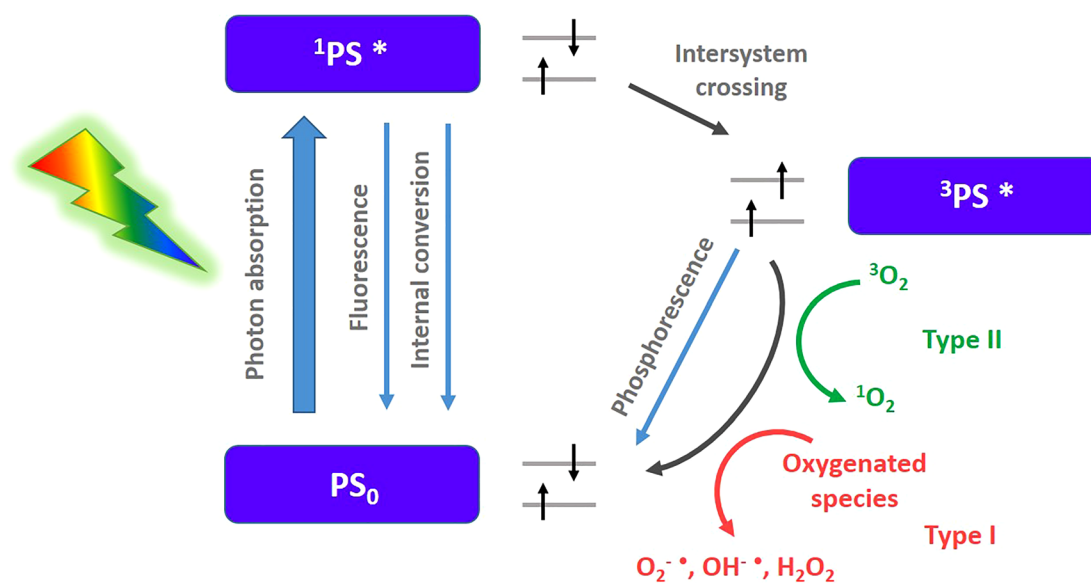 ¹PS *
Intersystem
crossing
³PS *
Photon absorption
Fluorescence
Internal conversion
Phosphorescence
³O₂
Type II
¹O₂
PS₀
Oxygenated
species
Type I
O₂⁻ •, OH⁻ •, H₂O₂